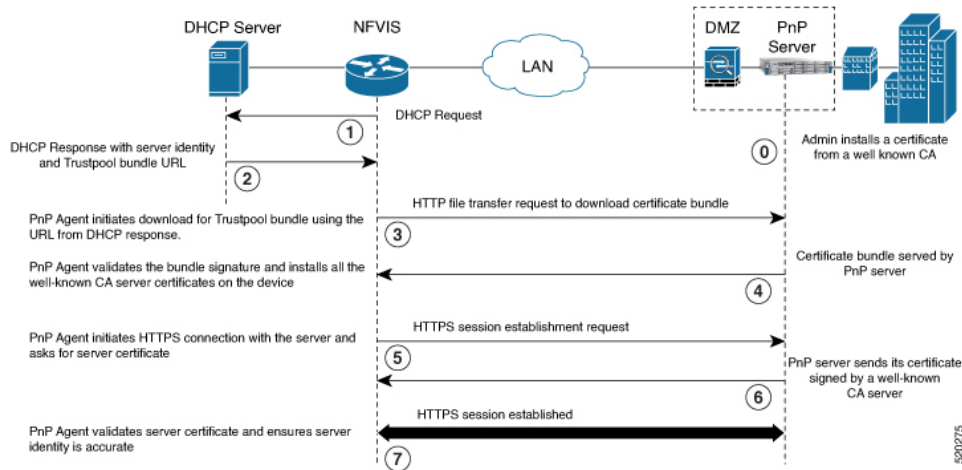 DHCP Server
NFVIS
LAN
DMZ
PnP
Server
1
DHCP Request
0
Admin installs a certificate
from a well known CA
DHCP Response with server identity
and Trustpool bundle URL
2
HTTP file transfer request to download certificate bundle
PnP Agent initiates download for Trustpool bundle using the
URL from DHCP response.
3
PnP Agent validates the bundle signature and installs all the
well-known CA server certificates on the device
Certificate bundle served by
PnP server
4
HTTPS session establishment request
PnP Agent initiates HTTPS connection with the server and
asks for server certificate
5
PnP server sends its certificate
signed by a well-known
CA server
6
HTTPS session established
PnP Agent validates server certificate and ensures server
identity is accurate
7
520275